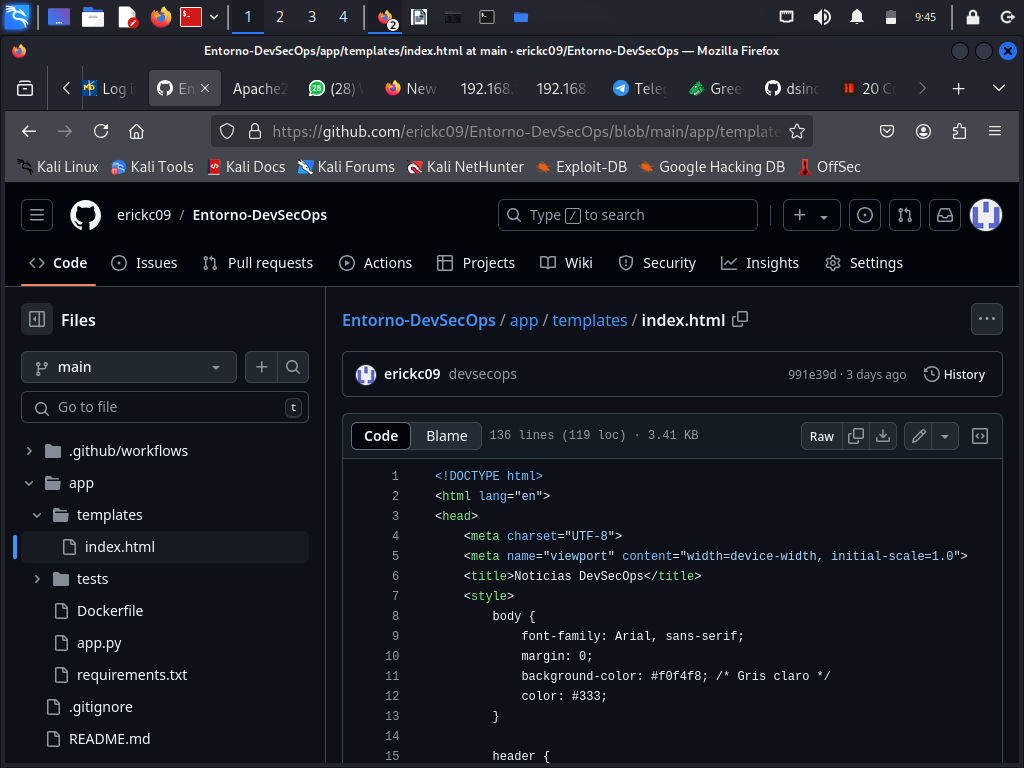 1 2 3 4 2 9:45
Entorno-DevSecOps/app/templates/index.html at main · erickc09/Entorno-DevSecOps — Mozilla Firefox
Log in En Apache2 (28) New 192.168. 192.168. Teleg Gree dsind 20 C
https://github.com/erickc09/Entorno-DevSecOps/blob/main/app/template
Kali Linux Kali Tools Kali Docs Kali Forums Kali NetHunter Exploit-DB Google Hacking DB OffSec
erickc09 / Entorno-DevSecOps Type / to search
Code Issues Pull requests Actions Projects Wiki Security Insights Settings
Files
main
Go to file t
.github/workflows
app
templates
index.html
tests
Dockerfile
app.py
requirements.txt
.gitignore
README.md
Entorno-DevSecOps / app / templates / index.html
erickc09 devsecops 991e39d · 3 days ago History
Code Blame 136 lines (119 loc) · 3.41 KB Raw
1 <!DOCTYPE html>
2 <html lang="en">
3 <head>
4 <meta charset="UTF-8">
5 <meta name="viewport" content="width=device-width, initial-scale=1.0">
6 <title>Noticias DevSecOps</title>
7 <style>
8 body {
9 font-family: Arial, sans-serif;
10 margin: 0;
11 background-color: #f0f4f8; /* Gris claro */
12 color: #333;
13 }
14
15 header {